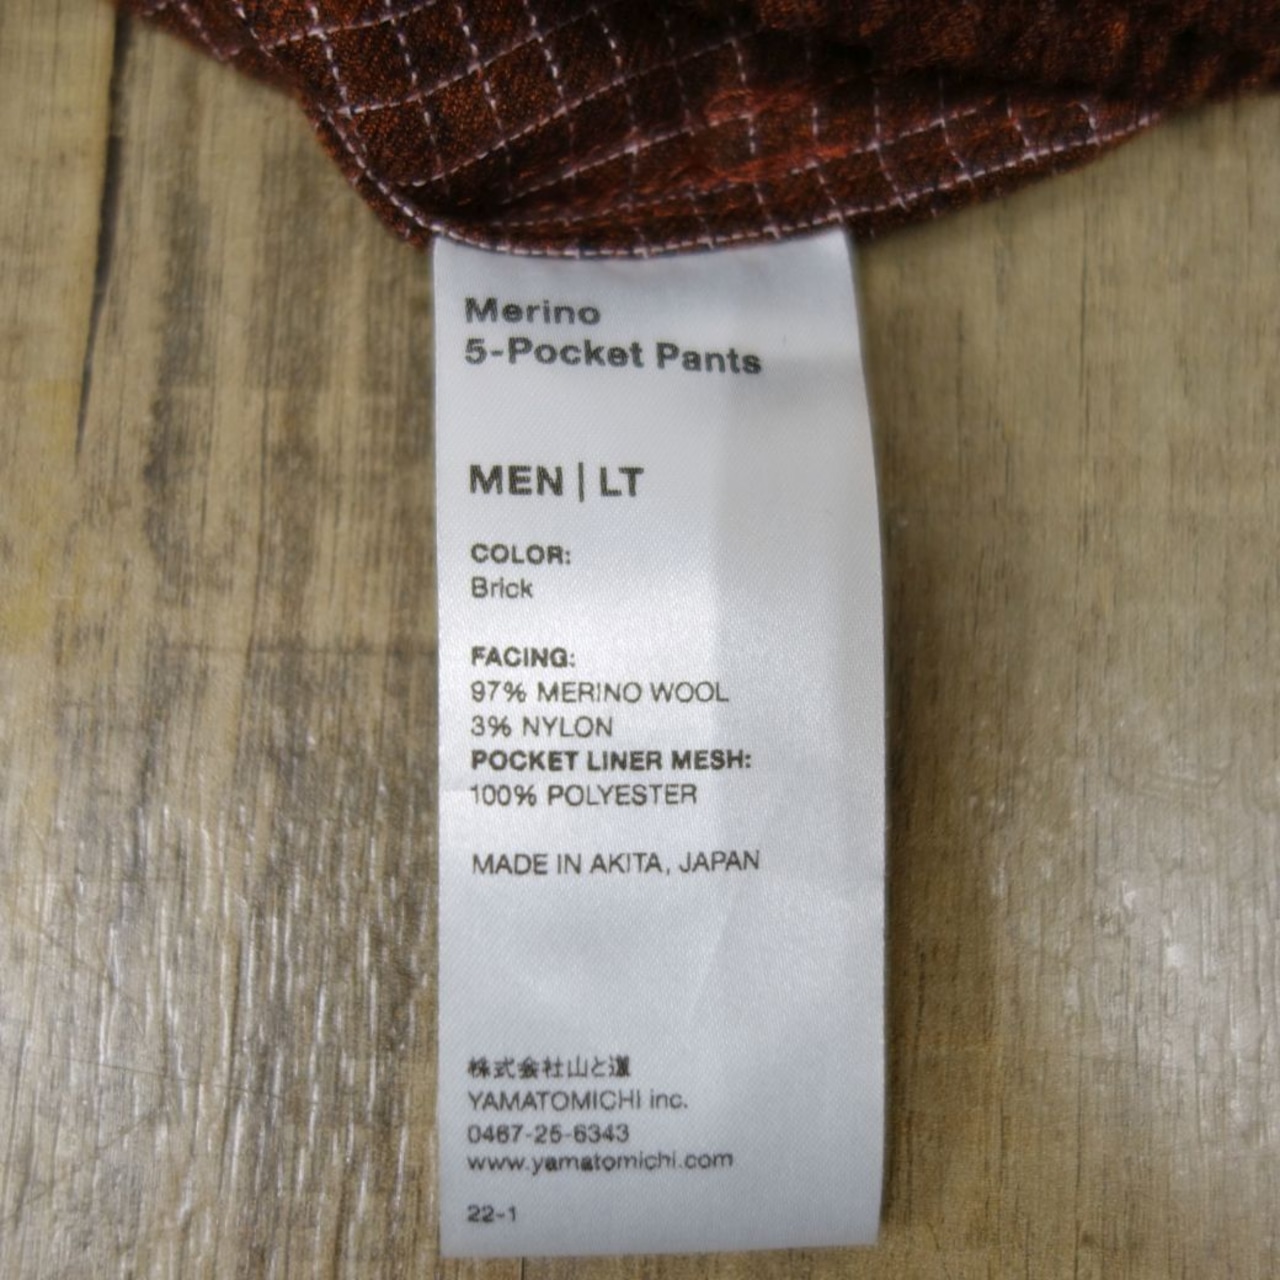 Merino
5-Pocket Pants
MEN | LT
COLOR:
Brick
FACING:
97% MERINO WOOL
3% NYLON
POCKET LINER MESH:
100% POLYESTER
MADE IN AKITA, JAPAN
株式会社山と道
YAMATOMICHI inc.
0467-25-6343
www.yamatomichi.com
22-1